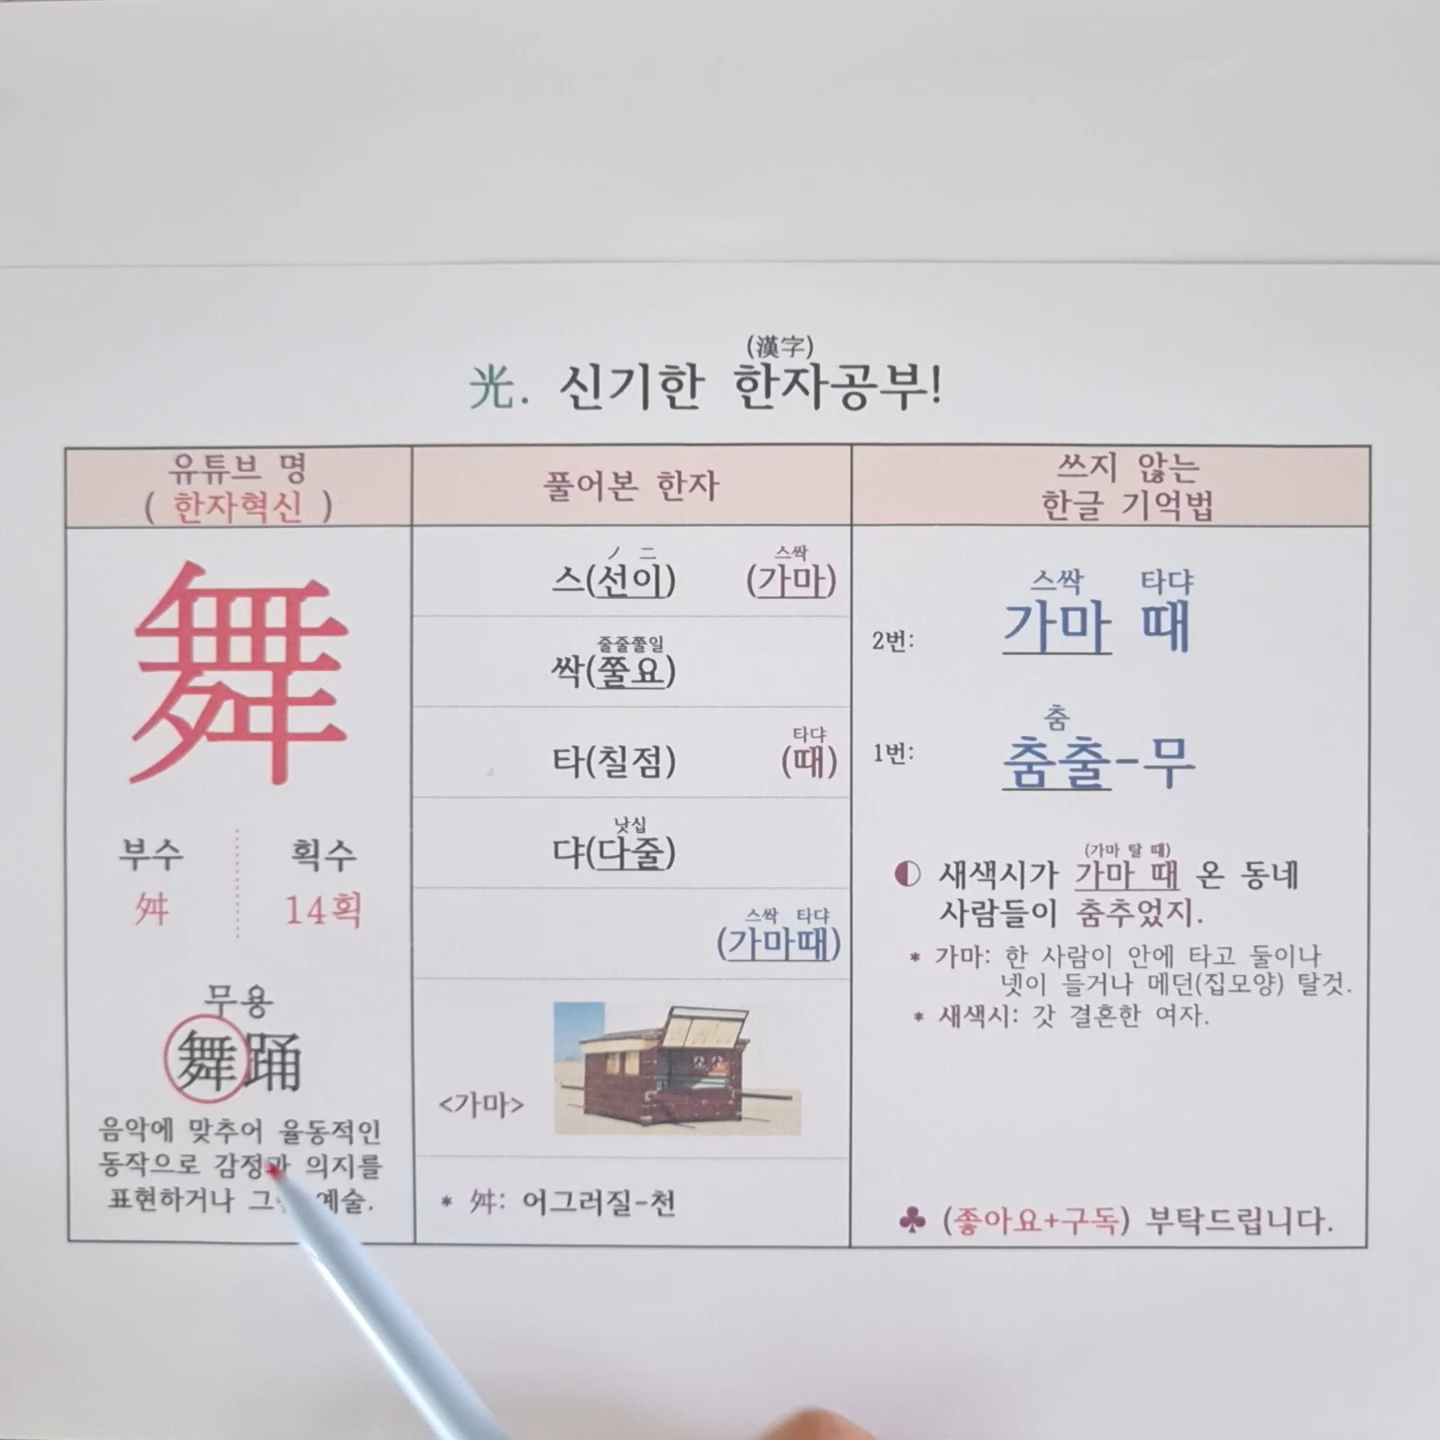 (漢字)
光. 신기한 한자공부!
유튜브 명
( 한자혁신 )
풀어본 한자
쓰지 않는
한글 기억법
舞
부수
획수
舛
14획
무용
舞踊
음악에 맞추어 율동적인
동작으로 감정과 의지를
표현하거나 예술.
ノ 二
스(선이)
스싹
(가마)
줄줄쭐일
싹(쭐요)
타(칠점)
타댜
(때)
낫십
댜(다줄)
스싹 타댜
(가마때)
<가마>
* 舛: 어그러질-천
스싹 타댜
2번: 가마 때
춤
1번: 춤출-무
(가마 탈 때)
◐ 새색시가 가마 때 온 동네
사람들이 춤추었지.
* 가마: 한 사람이 안에 타고 둘이나
넷이 들거나 메던(집모양) 탈것.
* 새색시: 갓 결혼한 여자.
♣ (좋아요+구독) 부탁드립니다.